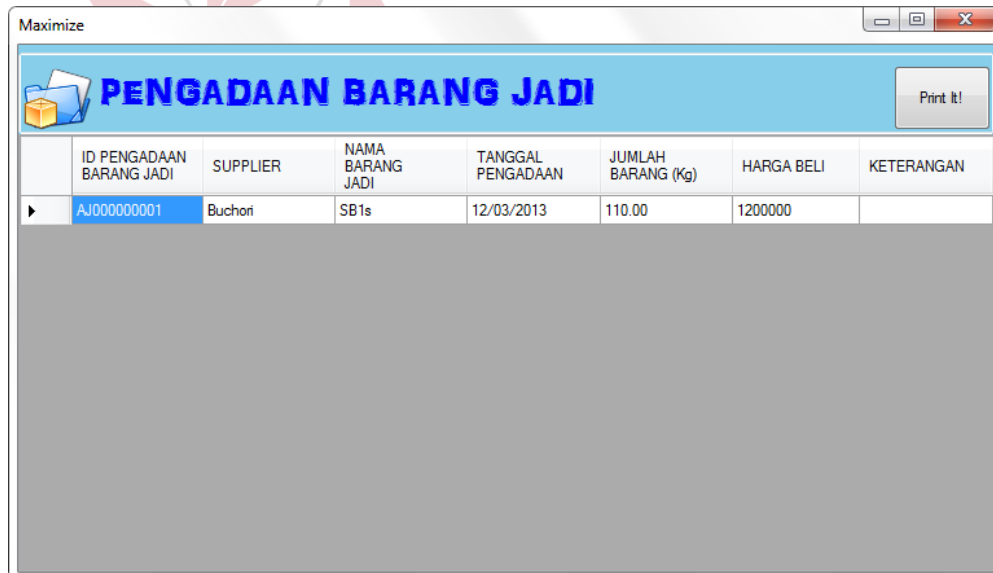 Maximize
PENGADAAN BARANG JADI
Print It!
ID PENGADAAN BARANG JADI SUPPLIER NAMA BARANG JADI TANGGAL PENGADAAN JUMLAH BARANG (Kg) HARGA BELI KETERANGAN
AJ000000001 Buchori SB1s 12/03/2013 110.00 1200000